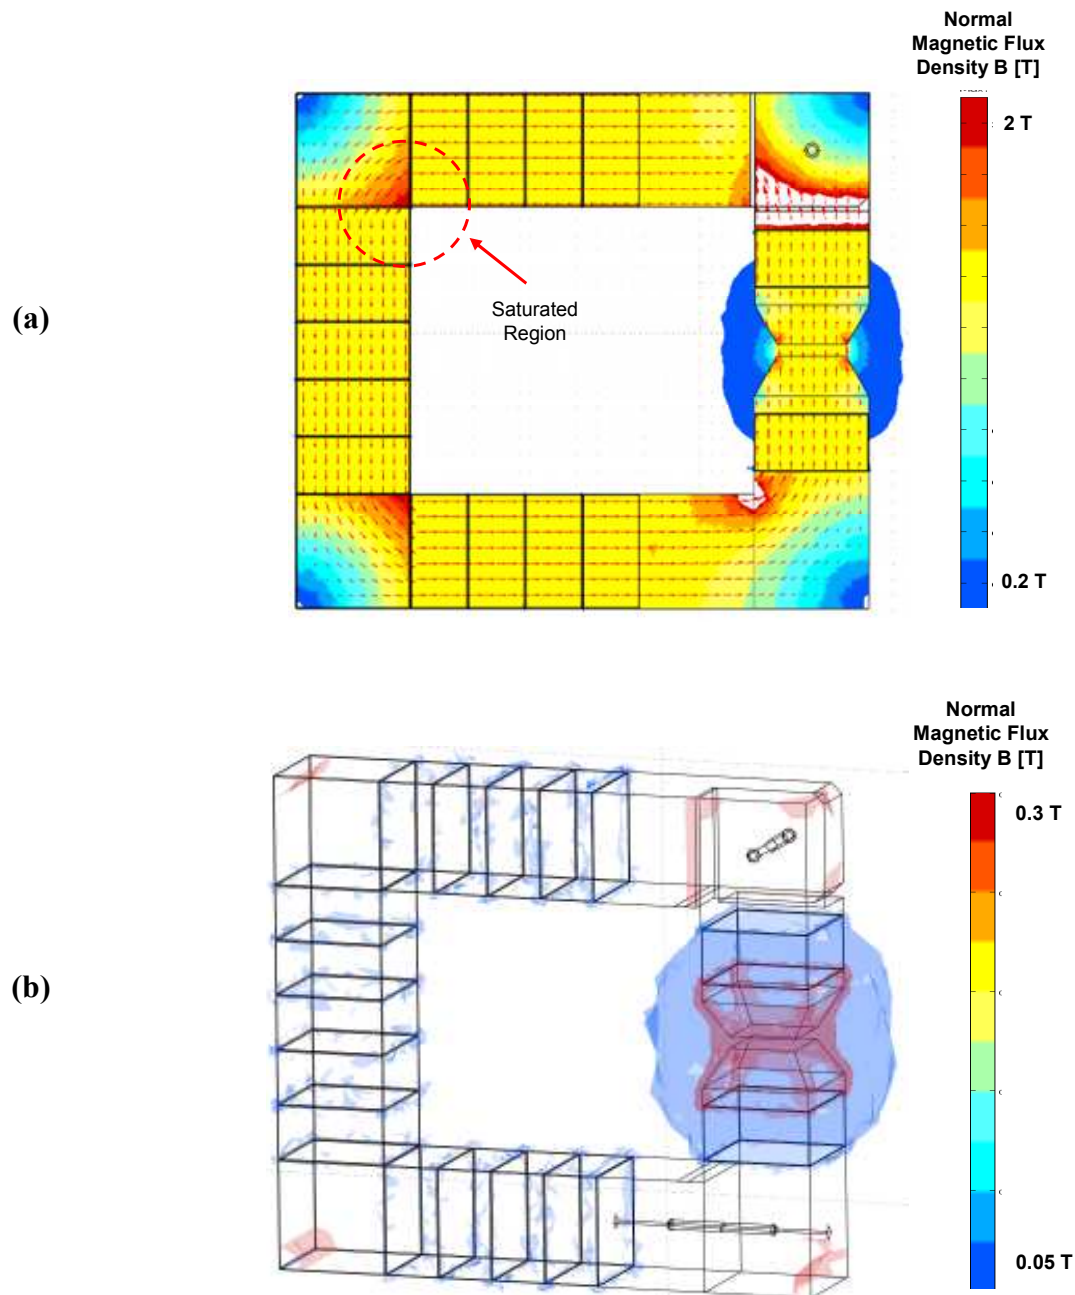 Normal
Magnetic Flux
Density B [T]
2 T
Saturated
Region
(a)
0.2 T
Normal
Magnetic Flux
Density B [T]
0.3 T
(b)
0.05 T